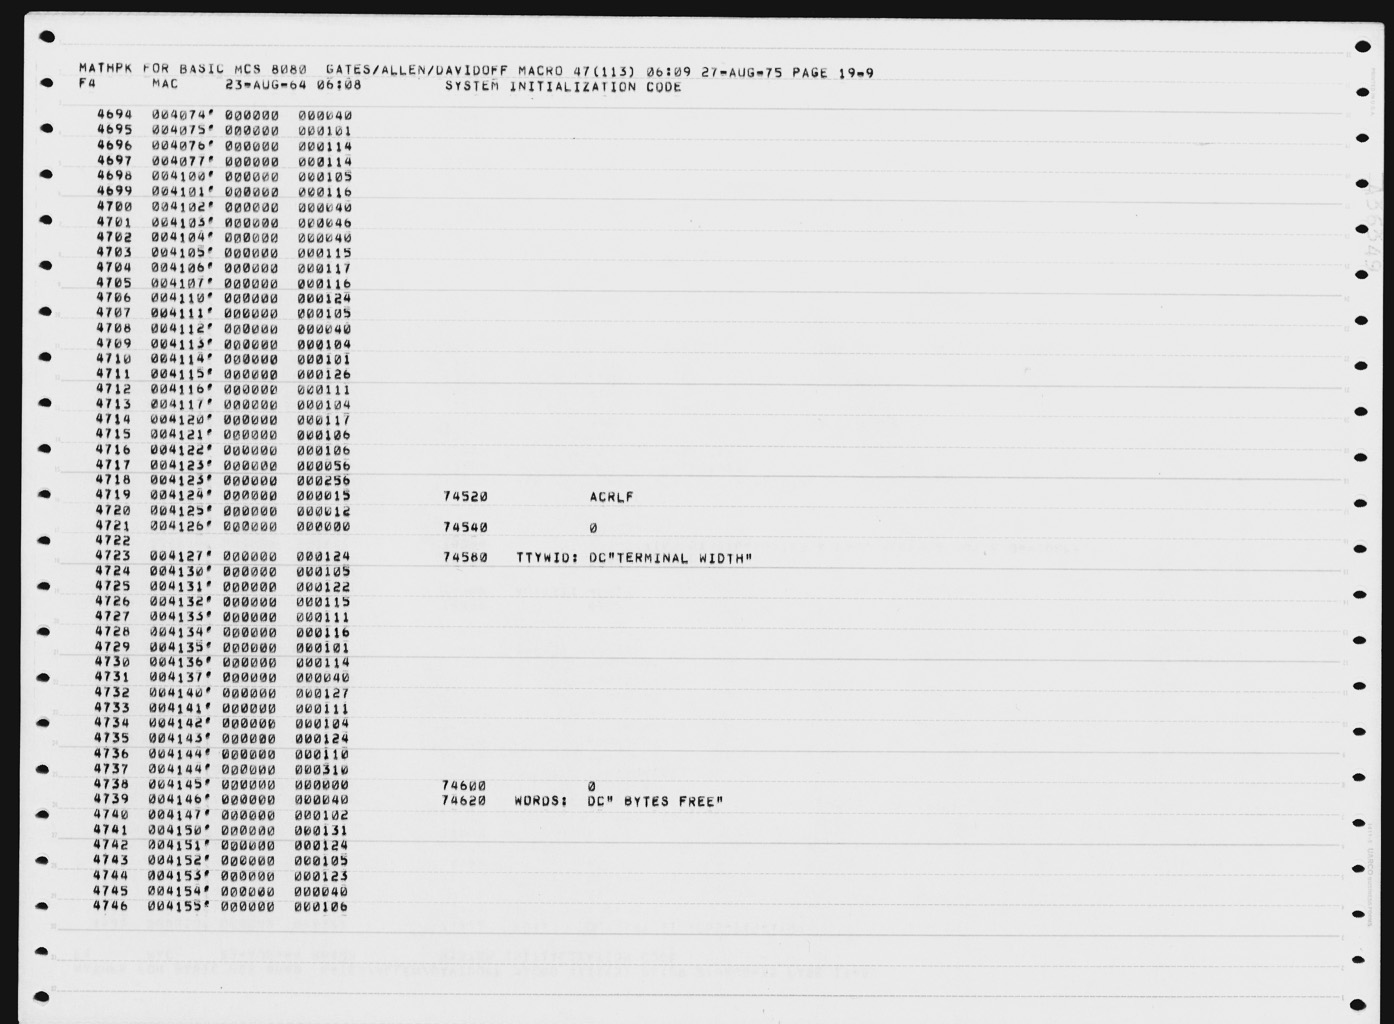 MATHPK FOR BASIC MCS 8080  GATES/ALLEN/DAVIDOFF MACRO 47(113) 06:09 27-AUG-75 PAGE 19-9
F4 MAC 23-AUG-64 06:08 SYSTEM INITIALIZATION CODE
4694 004074' 000000 000040
4695 004075' 000000 000101
4696 004076' 000000 000114
4697 004077' 000000 000114
4698 004100' 000000 000105
4699 004101' 000000 000116
4700 004102' 000000 000040
4701 004103' 000000 000046
4702 004104' 000000 000040
4703 004105' 000000 000115
4704 004106' 000000 000117
4705 004107' 000000 000116
4706 004110' 000000 000124
4707 004111' 000000 000105
4708 004112' 000000 000040
4709 004113' 000000 000104
4710 004114' 000000 000101
4711 004115' 000000 000126
4712 004116' 000000 000111
4713 004117' 000000 000104
4714 004120' 000000 000117
4715 004121' 000000 000106
4716 004122' 000000 000106
4717 004123' 000000 000056
4718 004123' 000000 000256
4719 004124' 000000 000015 74520 ACRLF
4720 004125' 000000 000012
4721 004126' 000000 000000 74540 0
4722
4723 004127' 000000 000124 74580 TTYWID: DC"TERMINAL WIDTH"
4724 004130' 000000 000105
4725 004131' 000000 000122
4726 004132' 000000 000115
4727 004133' 000000 000111
4728 004134' 000000 000116
4729 004135' 000000 000101
4730 004136' 000000 000114
4731 004137' 000000 000040
4732 004140' 000000 000127
4733 004141' 000000 000111
4734 004142' 000000 000104
4735 004143' 000000 000124
4736 004144' 000000 000110
4737 004144' 000000 000310
4738 004145' 000000 000000 74600 0
4739 004146' 000000 000040 74620 WORDS: DC" BYTES FREE"
4740 004147' 000000 000102
4741 004150' 000000 000131
4742 004151' 000000 000124
4743 004152' 000000 000105
4744 004153' 000000 000123
4745 004154' 000000 000040
4746 004155' 000000 000106